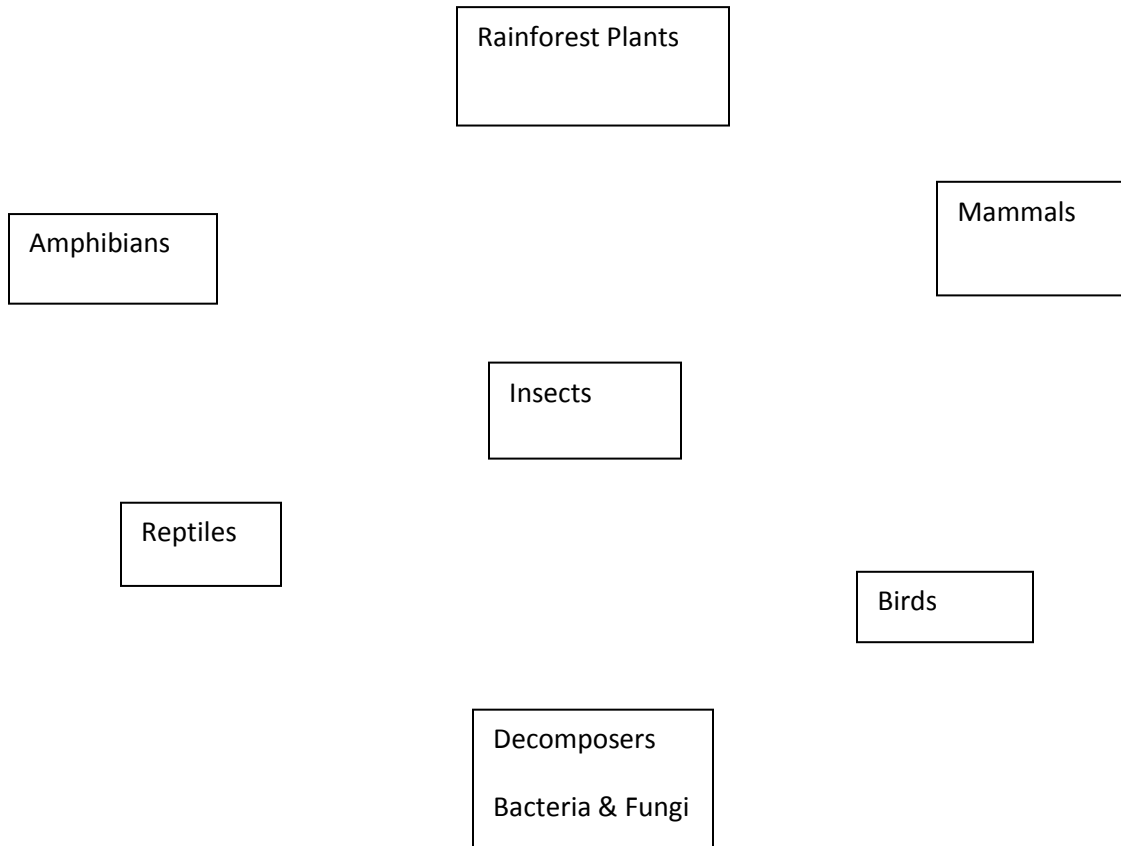 Rainforest Plants
Mammals
Amphibians
Insects
Reptiles
Birds
Decomposers
Bacteria & Fungi